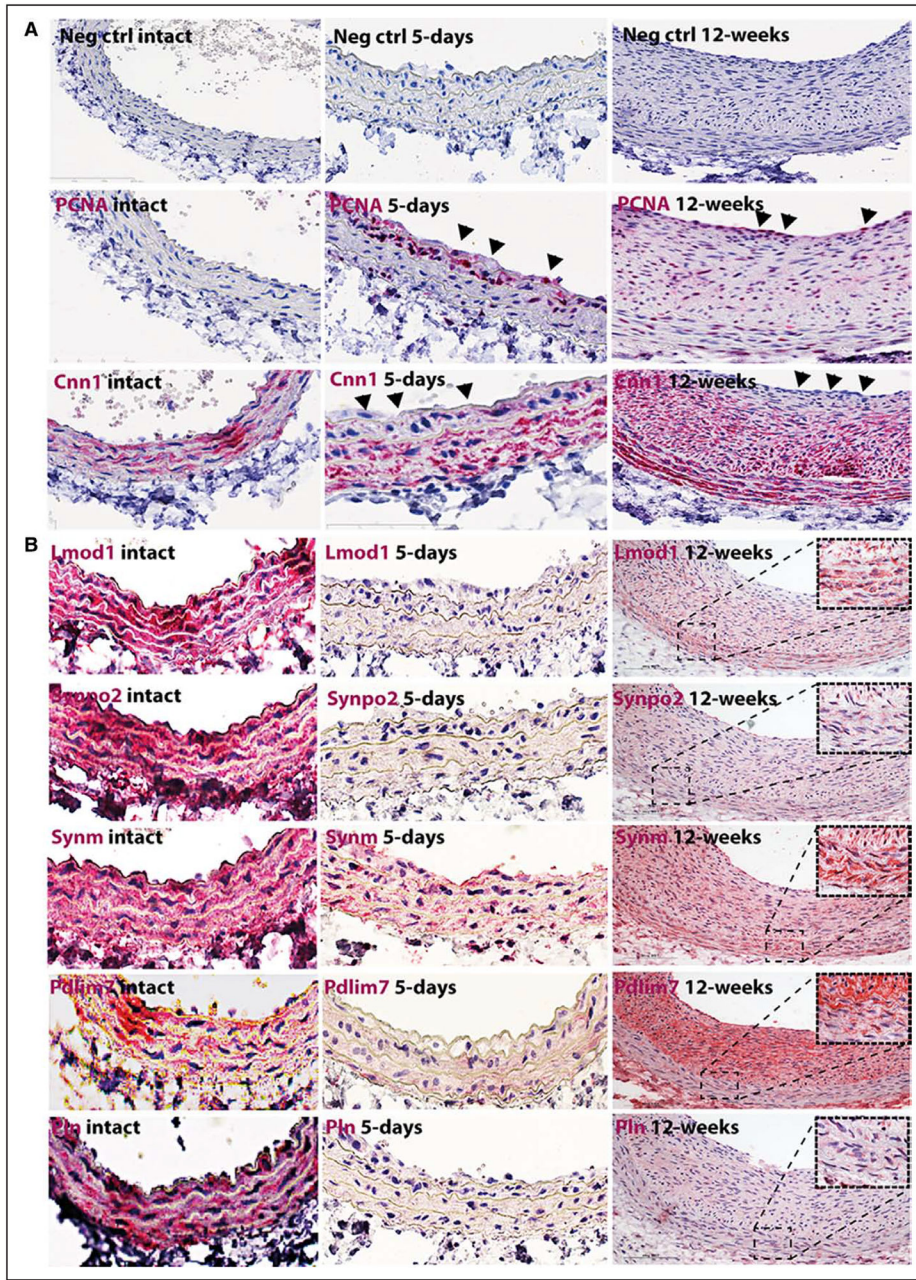 A
Neg ctrl intact
Neg ctrl 5-days
Neg ctrl 12-weeks
PCNA intact
PCNA 5-days
PCNA 12-weeks
Cnn1 intact
Cnn1 5-days
Cnn1 12-weeks
B
Lmod1 intact
Lmod1 5-days
Lmod1 12-weeks
Synpo2 intact
Synpo2 5-days
Synpo2 12-weeks
Synm intact
Synm 5-days
Synm 12-weeks
Pdlim7 intact
Pdlim7 5-days
Pdlim7 12-weeks
Pln intact
Pln 5-days
Pln 12-weeks